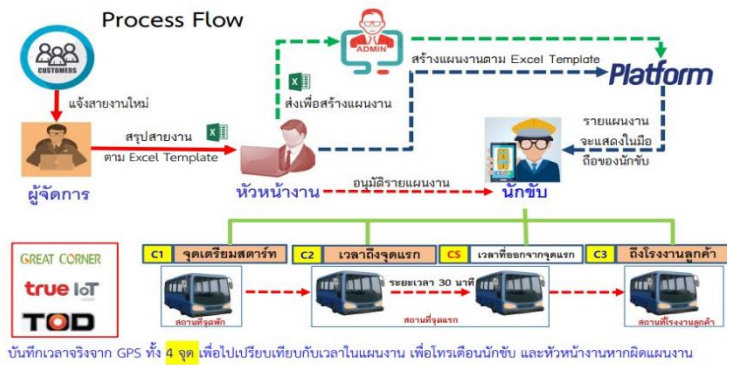 Process Flow
CUSTOMERS
ADMIN
สร้างแผนงานตาม Excel Template
Platform
แจ้งสายงานใหม่
ส่งเพื่อสร้างแผนงาน
สรุปสายงาน
ตาม Excel Template
รายแผนงาน
จะแสดงในมือ
ถือของนักขับ
ผู้จัดการ
หัวหน้างาน
อนุมัติรายแผนงาน
นักขับ
C1 จุดเตรียมสตาร์ท
C2 เวลาถึงจุดแรก
CS เวลาที่ออกจากจุดแรก
C3 ถึงโรงงานลูกค้า
GREAT CORNER
true IoT
TOD
ระยะเวลา 30 นาที
สถานที่จุดพัก
สถานที่จุดแรก
สถานที่โรงงานลูกค้า
บันทึกเวลาจริงจาก GPS ทั้ง 4 จุด เพื่อไปเปรียบเทียบกับเวลาในแผนงาน เพื่อโทรเตือนนักขับ และหัวหน้างานหากผิดแผนงาน